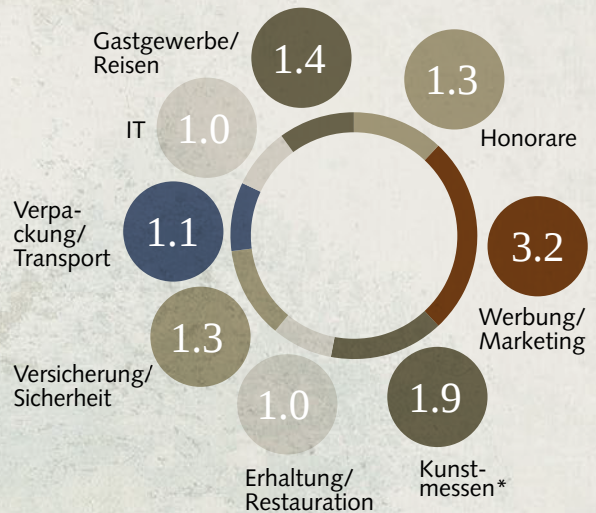 Gastgewerbe/
Reisen
1.4
1.3
Honorare
IT
1.0
3.2
Werbung/
Marketing
Verpa-
ckung/
Transport
1.1
Versicherung/
Sicherheit
1.3
1.0
Erhaltung/
Restauration
1.9
Kunst-
messen*